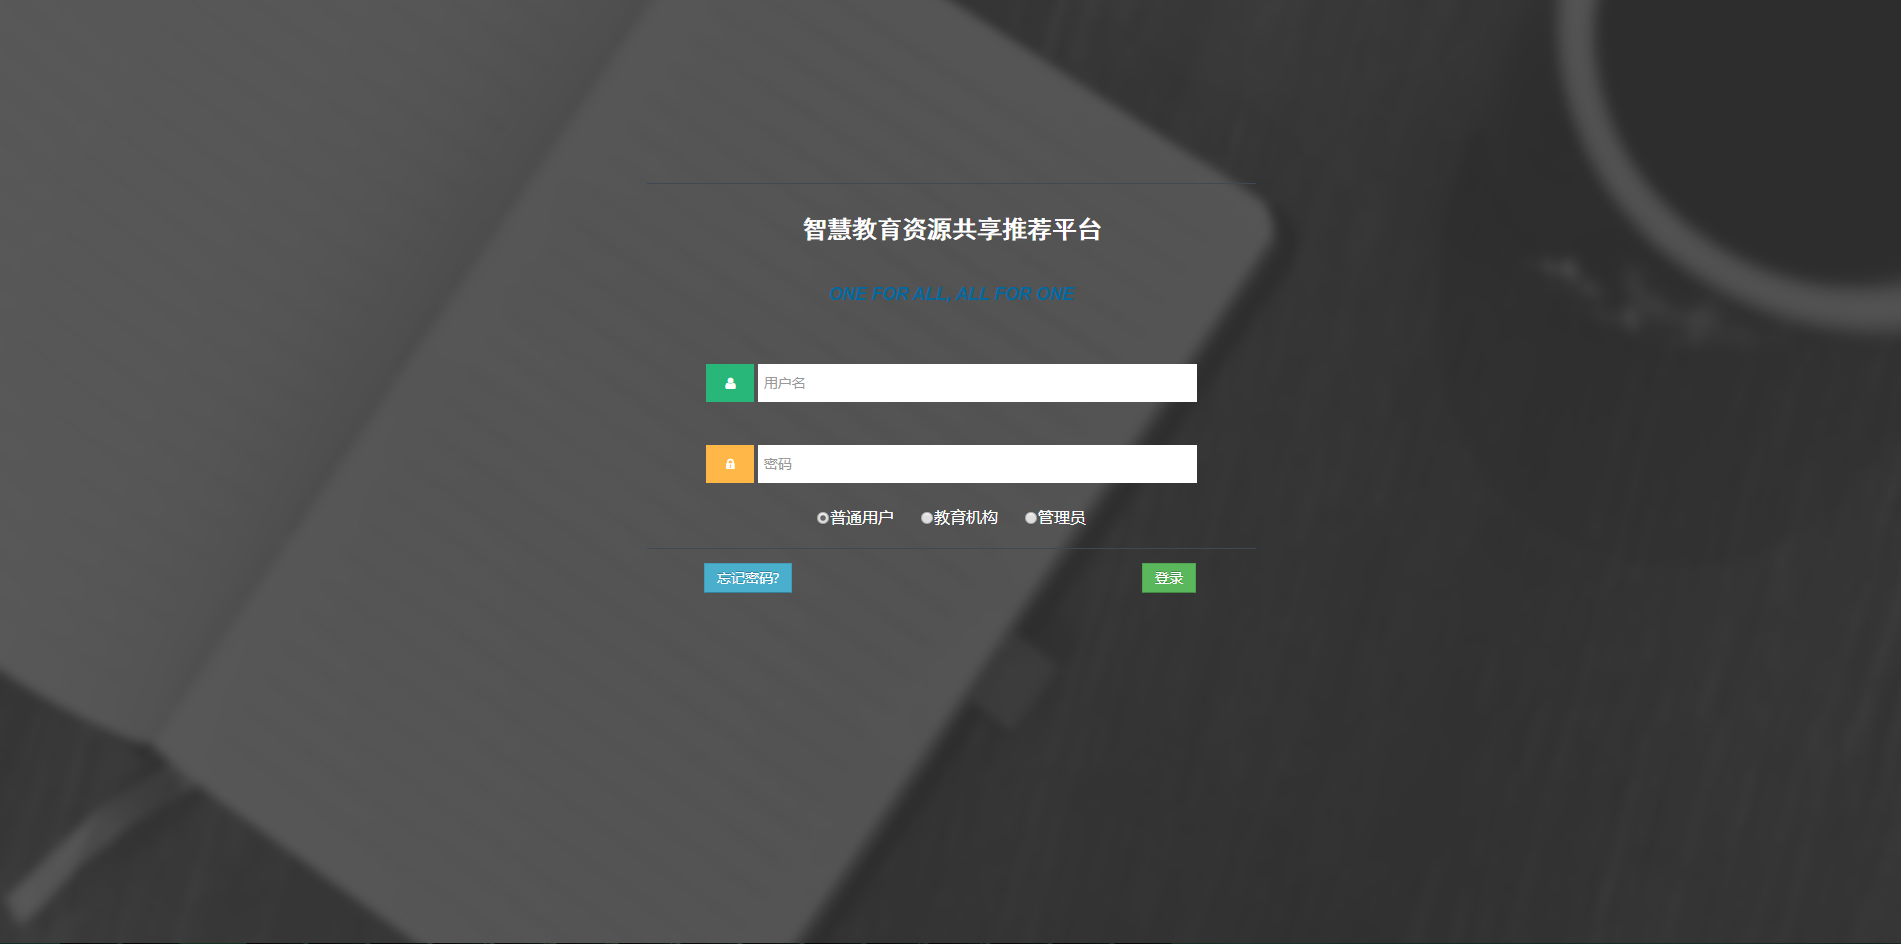 智慧教育资源共享推荐平台
ONE FOR ALL, ALL FOR ONE
用户名
密码
普通用户 教育机构 管理员
忘记密码? 登录